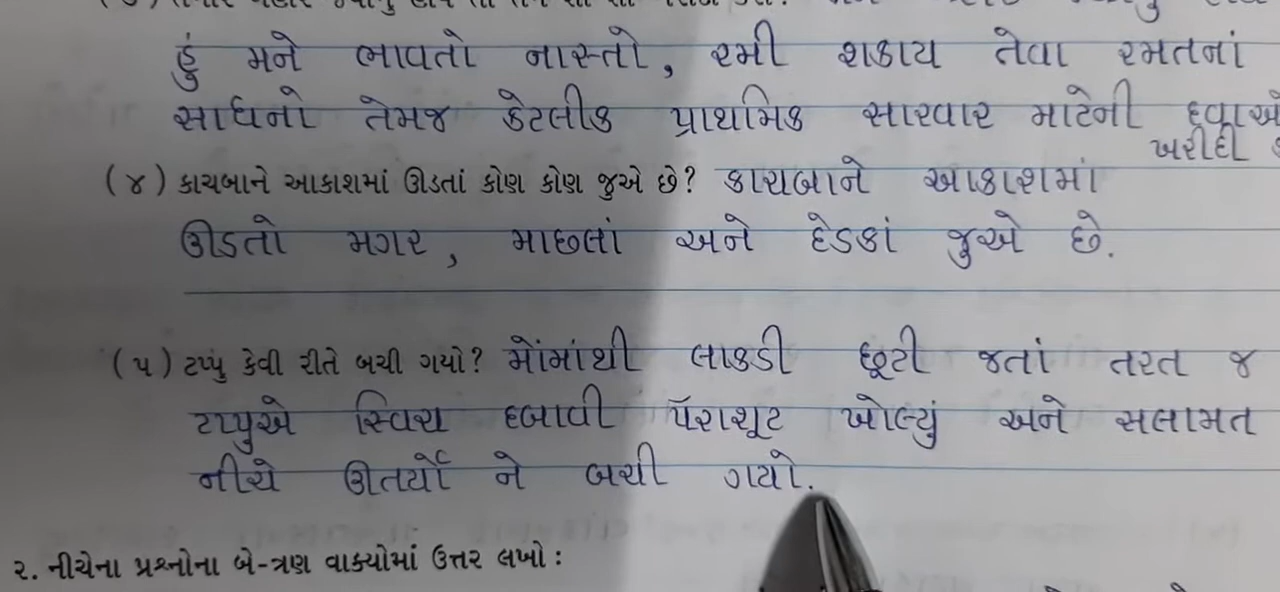 હું મને ભાવતો નાસ્તો, રમી શકાય તેવા રમતનાં
સાધનો તેમજ કેટલીક પ્રાથમિક સારવાર માટેની
ખરીદી
(૪) કાચબાને આકાશમાં ઊડતાં કોણ કોણ જુએ છે? કાચબાને આકાશમાં
ઊડતો મગર, માછલાં અને દેડકાં જુએ છે.
(૫) ટપ્પુ કેવી રીતે બચી ગયો? મોંમાંથી લાકડી છૂટી જતાં તરત જ
ટપ્પુએ સ્વિચ દબાવી પૅરાશૂટ ખોલ્યું અને સલામત
નીચે ઊતર્યો ને બચી ગયો.
૨. નીચેના પ્રશ્નોના બે-ત્રણ વાક્યોમાં ઉત્તર લખો :